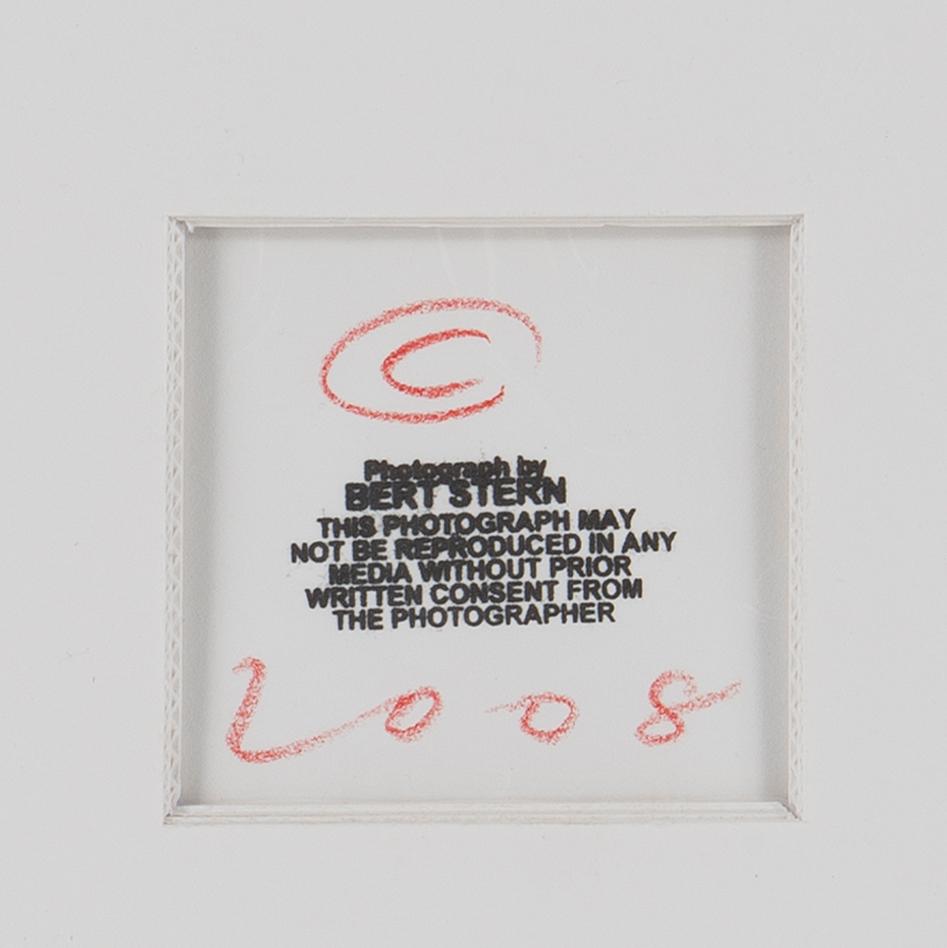 ©
Photograph by
BERT STERN
THIS PHOTOGRAPH MAY
NOT BE REPRODUCED IN ANY
MEDIA WITHOUT PRIOR
WRITTEN CONSENT FROM
THE PHOTOGRAPHER
2008